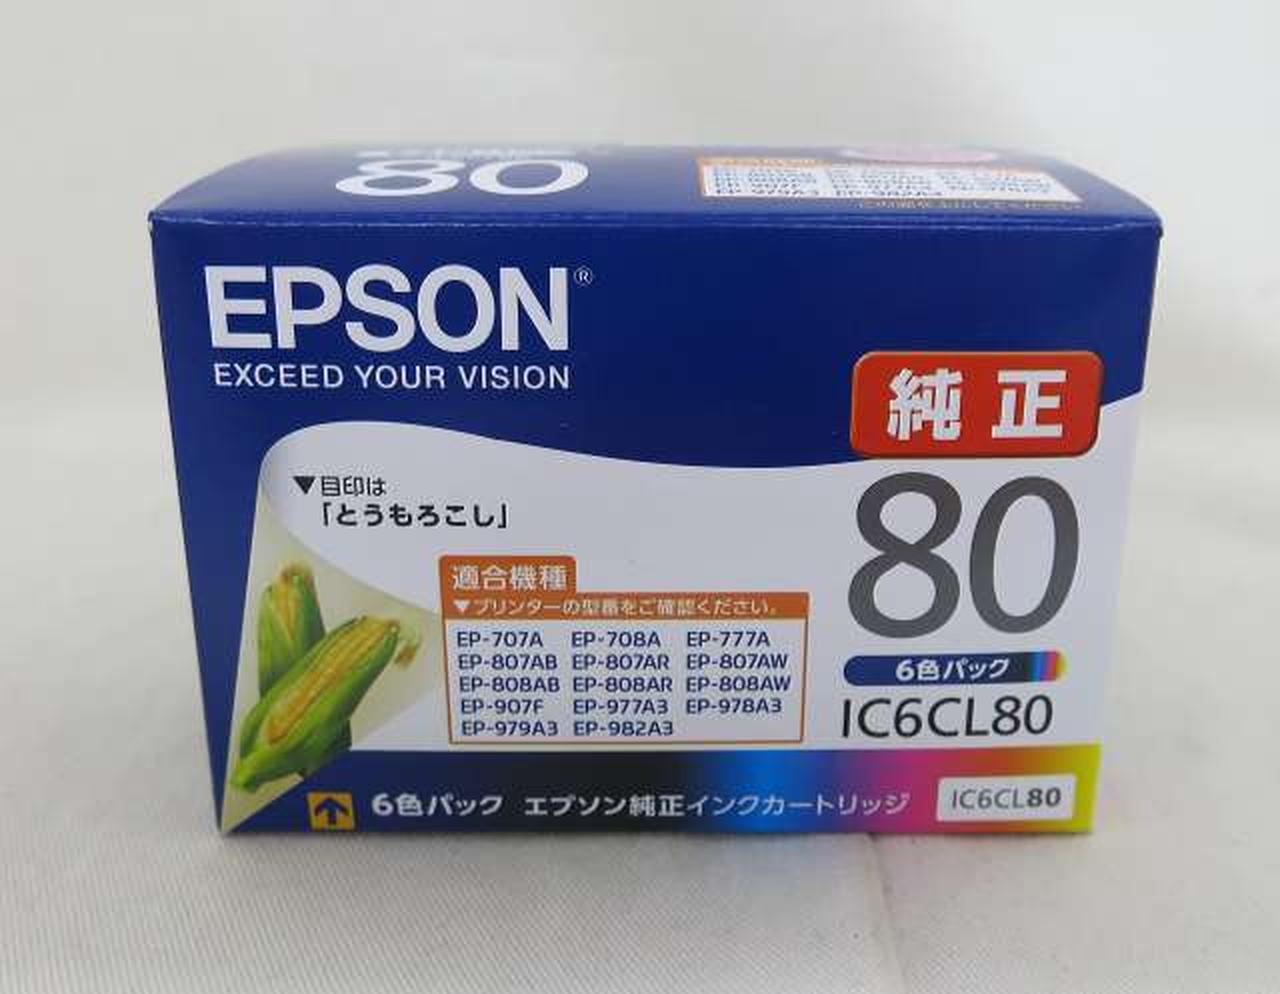 80
EPSON®
EXCEED YOUR VISION
純正
▼目印は
「とうもろこし」
80
適合機種
▼プリンターの型番をご確認ください。
EP-707A EP-708A EP-777A
EP-807AB EP-807AR EP-807AW
EP-808AB EP-808AR EP-808AW
EP-907F EP-977A3 EP-978A3
EP-979A3 EP-982A3
6色パック
IC6CL80
6色パック エプソン純正インクカートリッジ IC6CL80